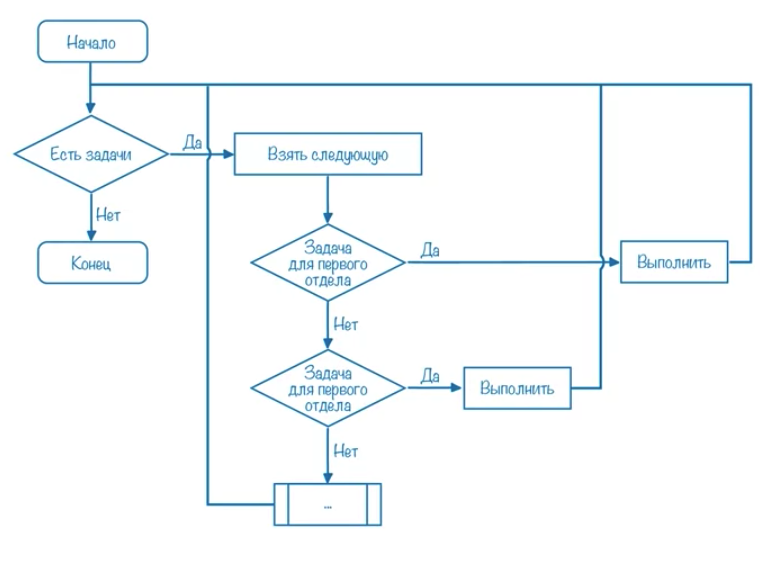 Начало
Есть задачи
Да
Взять следующую
Нет
Конец
Задача
для первого
отдела
Да
Выполнить
Нет
Задача
для первого
отдела
Да
Выполнить
Нет
...